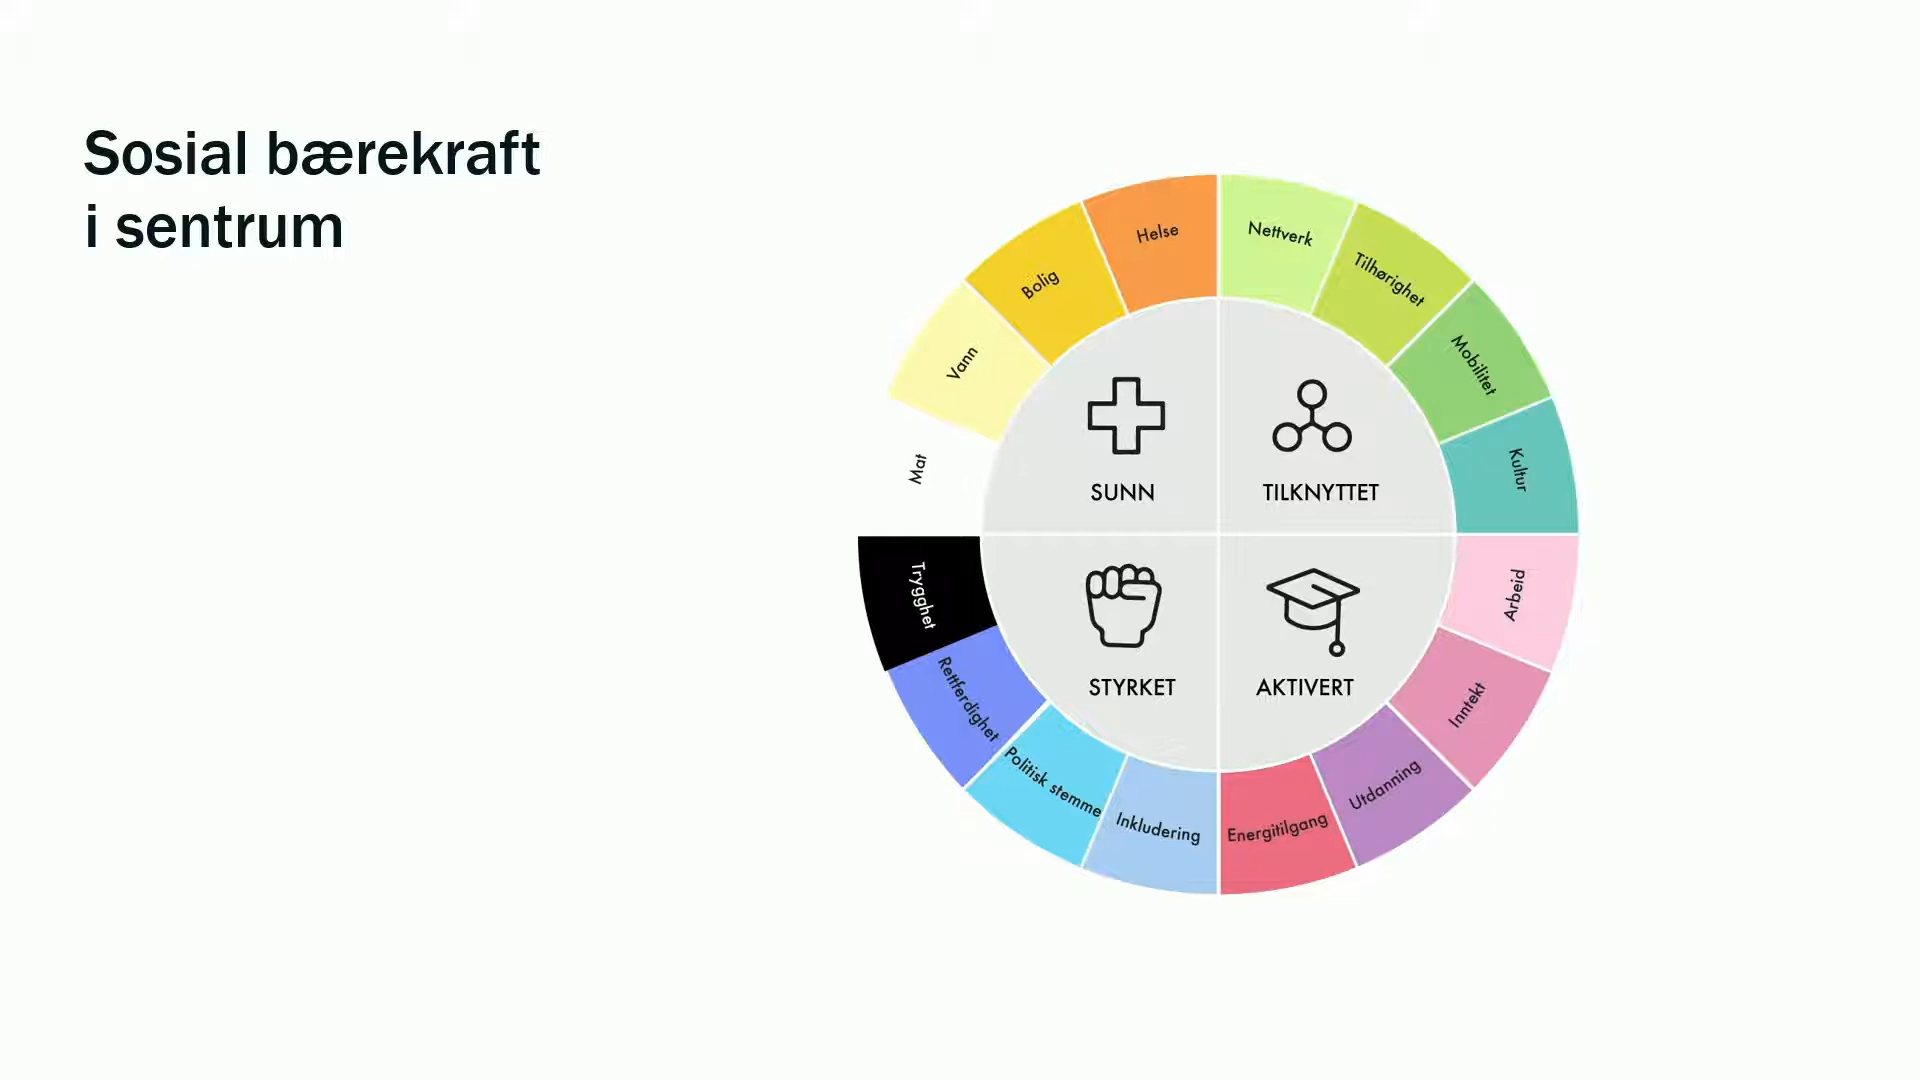 Sosial bærekraft
i sentrum
Helse
Nettverk
Bolig
Tilhørighet
Vann
Mobilitet
Mat
Kultur
SUNN
TILKNYTTET
Trygghet
Arbeid
STYRKET
AKTIVERT
Rettferdighet
Inntekt
Politisk stemme
Utdanning
Inkludering
Energitilgang